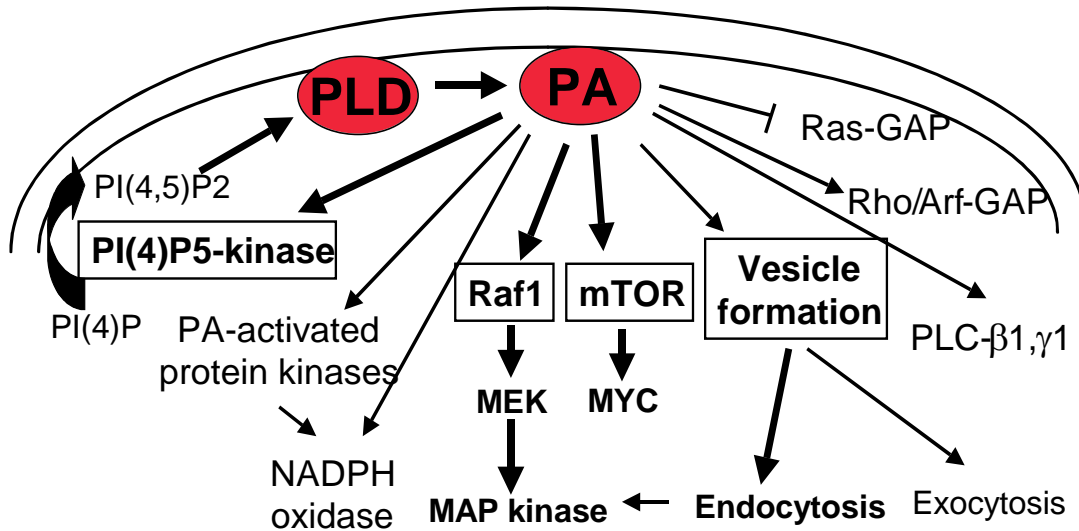 PLD
PA
Ras-GAP
PI(4,5)P2
Rho/Arf-GAP
PI(4)P5-kinase
Raf1
mTOR
Vesicle
formation
PI(4)P
PA-activated
protein kinases
PLC-β1,γ1
MEK
MYC
NADPH
oxidase
MAP kinase
Endocytosis
Exocytosis